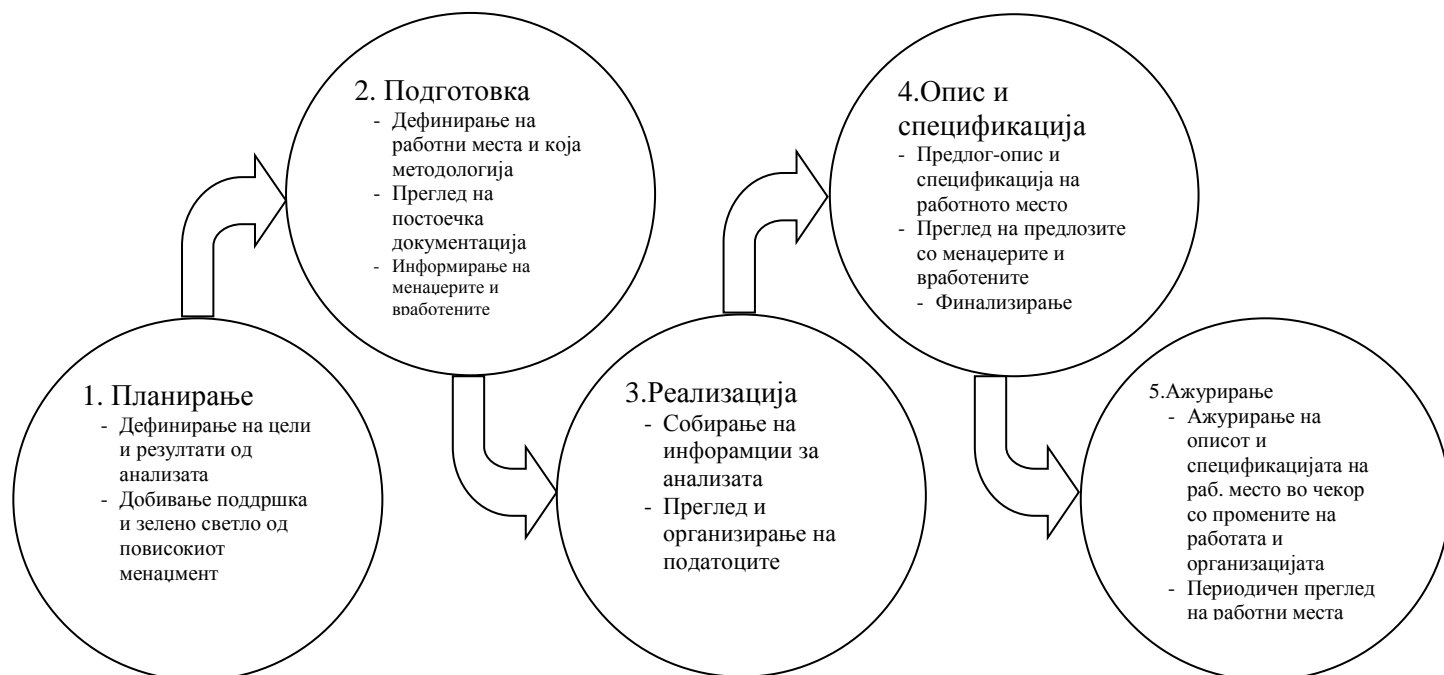 1. Планирање
- Дефинирање на цели
и резултати од
анализата
- Добивање поддршка
и зелено светло од
повисокиот
менаџмент
2. Подготовка
- Дефинирање на
работни места и која
методологија
- Преглед на
постоечка
документација
- Информирање на
менаџерите и
вработените
3.Реализација
- Собирање на
инфорамции за
анализата
- Преглед и
организирање на
податоците
4.Опис и
спецификација
- Предлог-опис и
спецификација на
работното место
- Преглед на предлозите
со менаџерите и
вработените
- Финализирање
5.Ажурирање
- Ажурирање на
описот и
спецификацијата на
раб. место во чекор
со промените на
работата и
организацијата
- Периодичен преглед
на работни места